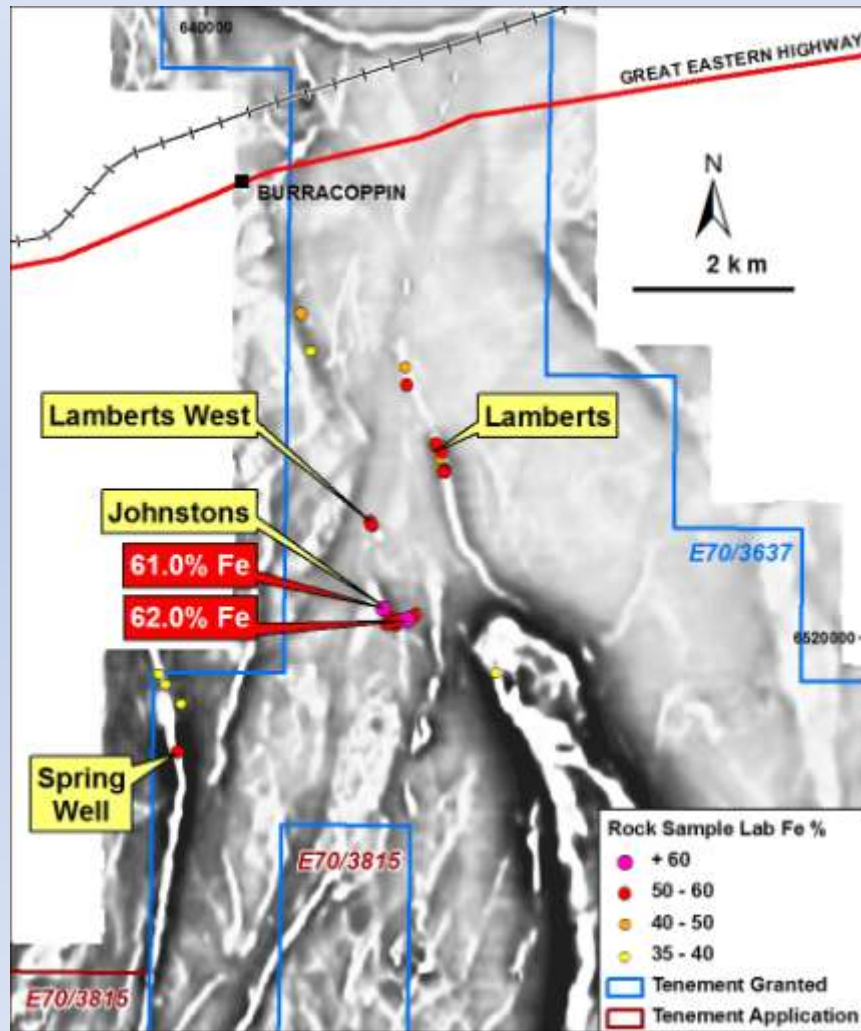 640000
GREAT EASTERN HIGHWAY
BURRACOPPIN
N
2 km
Lamberts West
Lamberts
Johnstons
61.0% Fe
62.0% Fe
E70/3637
6520000
Spring
Well
E70/3815
E70/3815
Rock Sample Lab Fe %
+ 60
50 - 60
40 - 50
35 - 40
Tenement Granted
Tenement Application